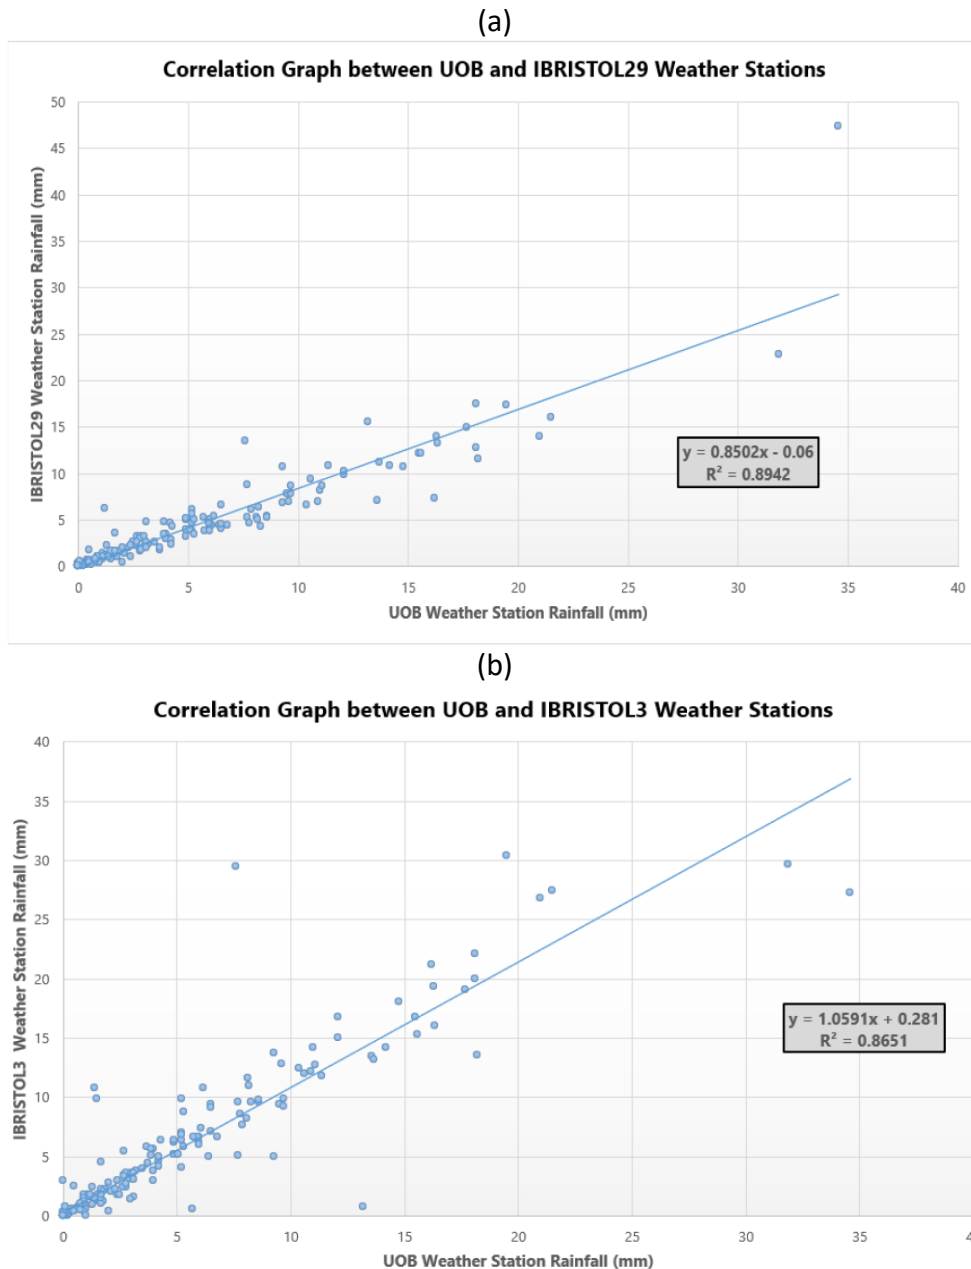 (a)
Correlation Graph between UOB and IBRISTOL29 Weather Stations
IBRISTOL29 Weather Station Rainfall (mm)
50
45
40
35
30
25
20
15
10
5
0
y = 0.8502x - 0.06
R² = 0.8942
0 5 10 15 20 25 30 35 40
UOB Weather Station Rainfall (mm)
(b)
Correlation Graph between UOB and IBRISTOL3 Weather Stations
IBRISTOL3 Weather Station Rainfall (mm)
40
35
30
25
20
15
10
5
0
y = 1.0591x + 0.281
R² = 0.8651
0 5 10 15 20 25 30 35
UOB Weather Station Rainfall (mm)